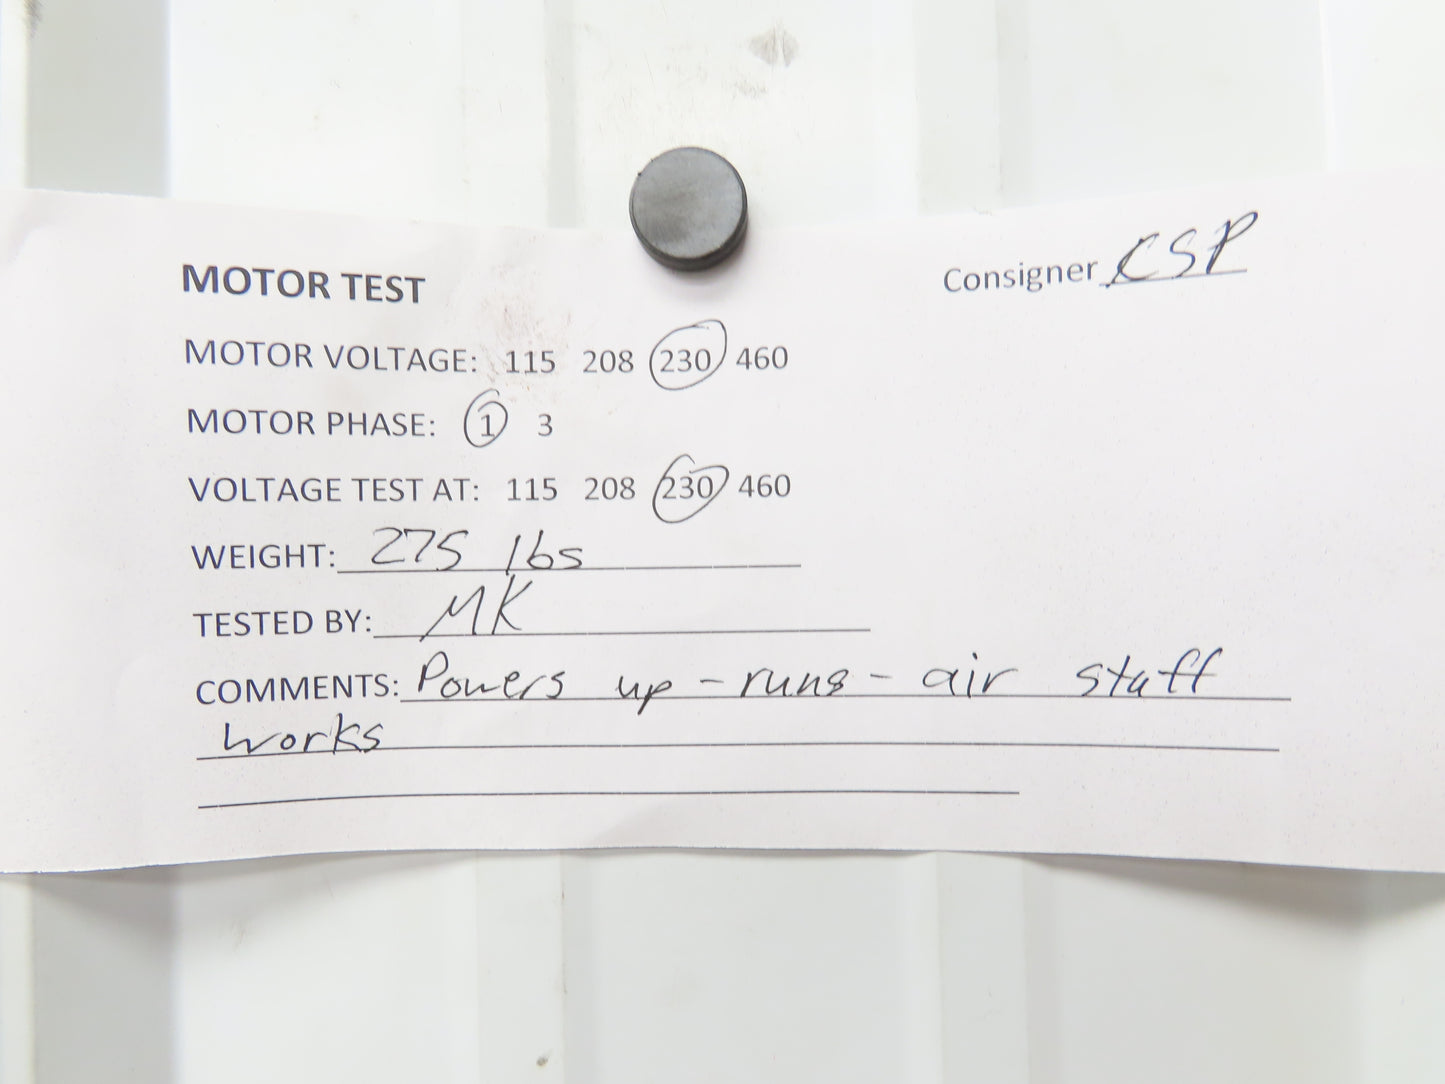 MOTOR TEST
Consigner CSP
MOTOR VOLTAGE: 115 208 230 460
MOTOR PHASE: 1 3
VOLTAGE TEST AT: 115 208 230 460
WEIGHT: 275 lbs
TESTED BY: MK
COMMENTS: Powers up - runs - air stuff
works